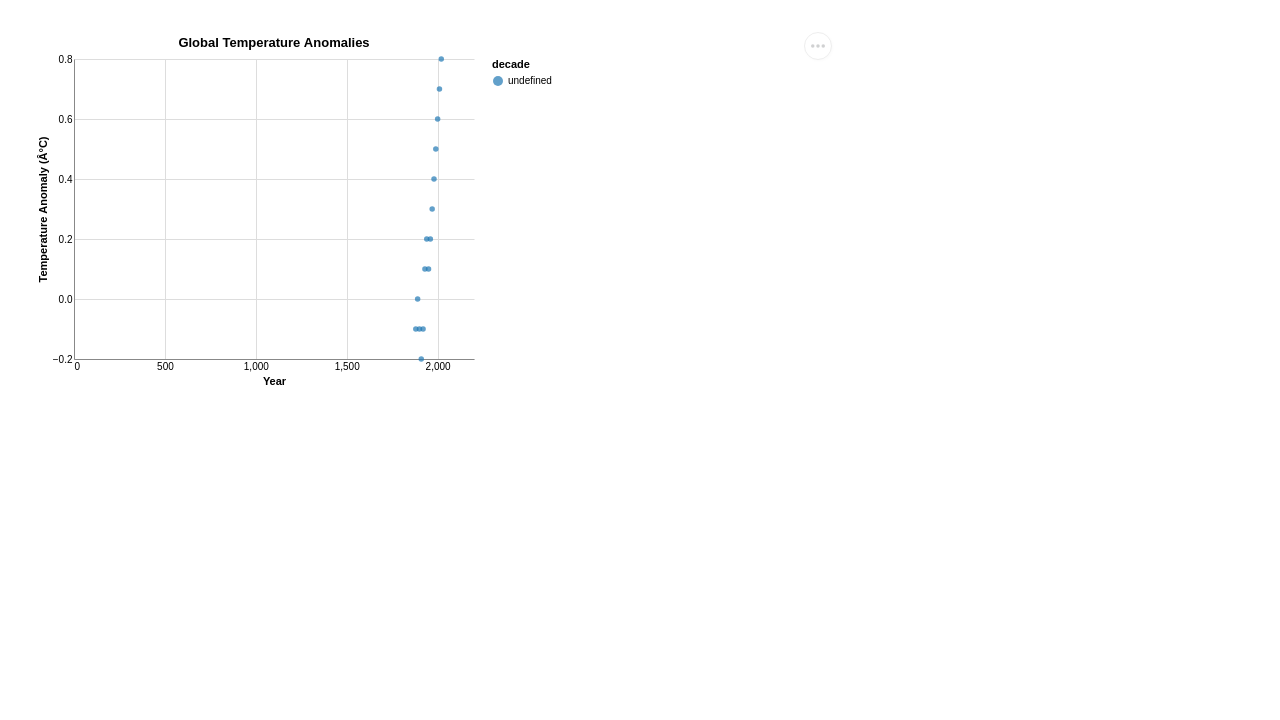 Global Temperature Anomalies
decade
undefined
Temperature Anomaly (Â°C)
0.8
0.6
0.4
0.2
0.0
−0.2
0
500
1,000
1,500
2,000
Year